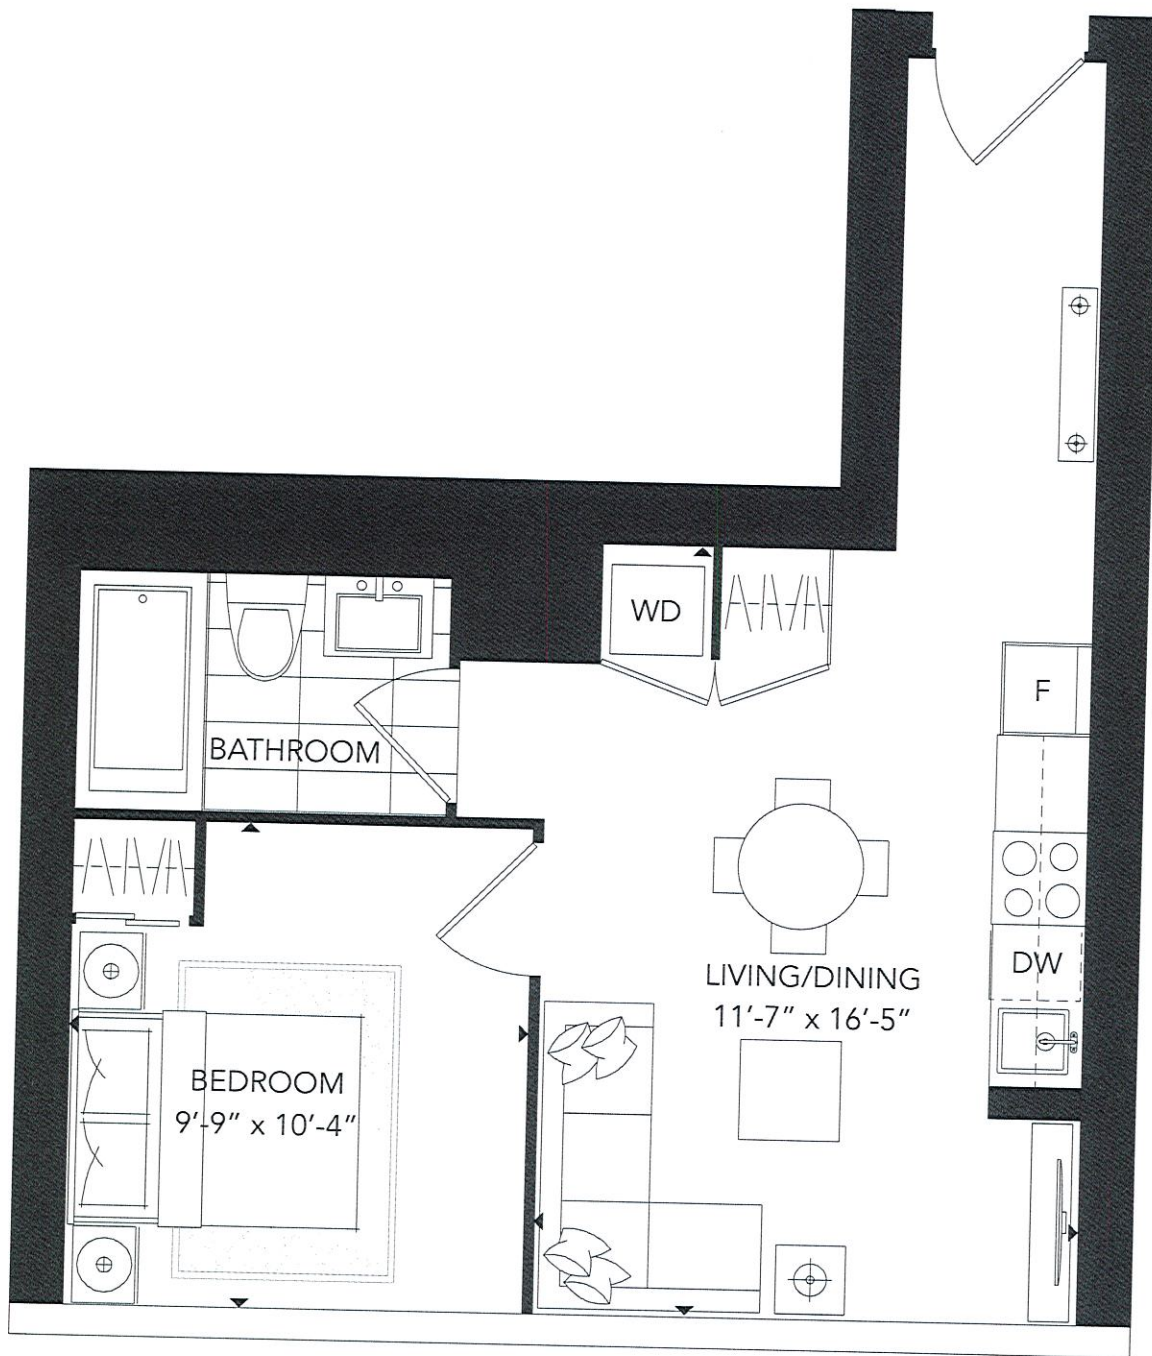 WD
F
BATHROOM
DW
LIVING/DINING
11'-7" x 16'-5"
BEDROOM
9'-9" x 10'-4"